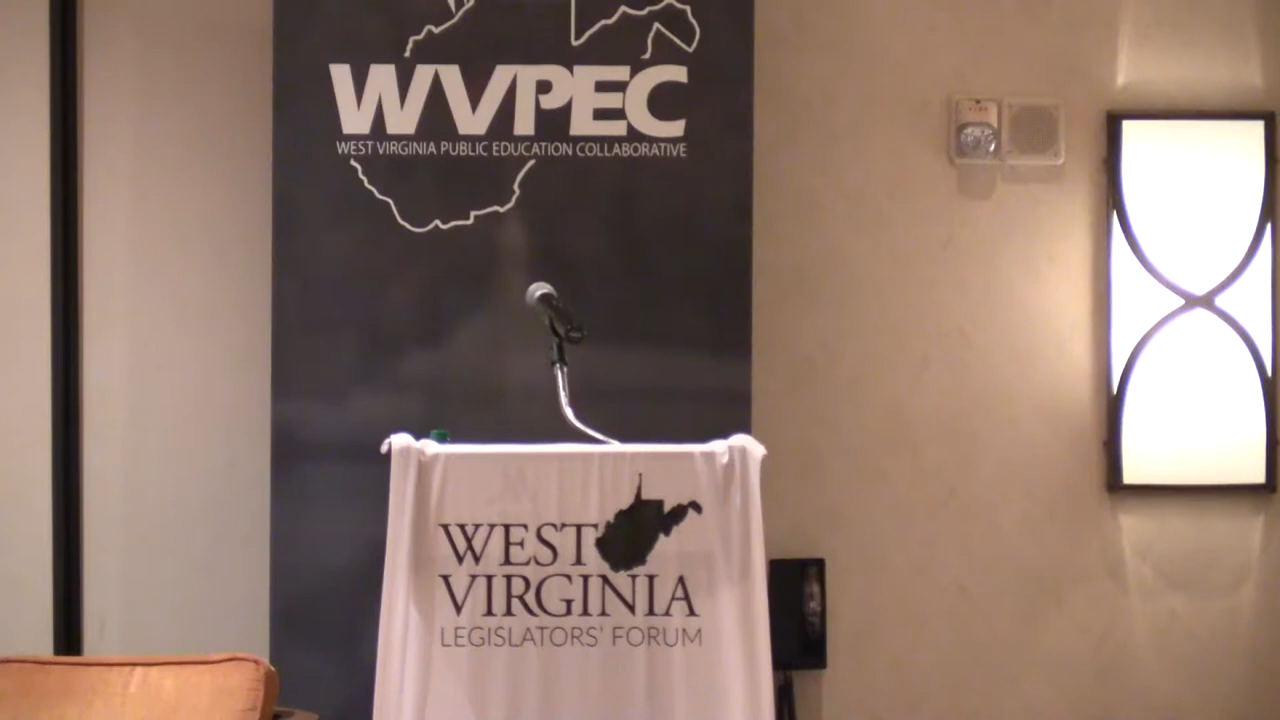 WVPEC
WEST VIRGINIA PUBLIC EDUCATION COLLABORATIVE
WEST
VIRGINIA
LEGISLATORS' FORUM